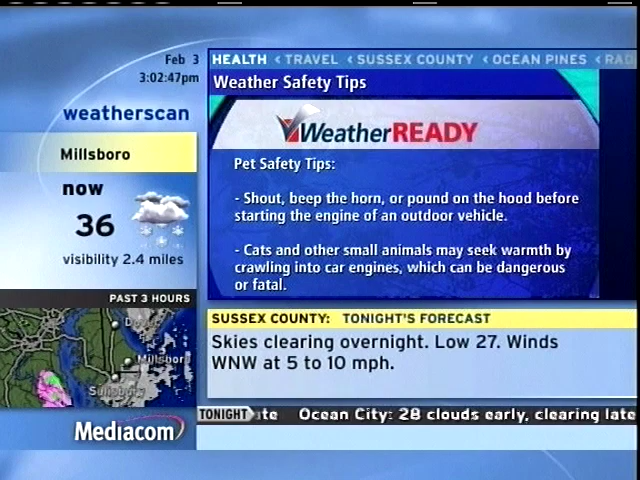 Feb 3
3:02:47pm
HEALTH < TRAVEL < SUSSEX COUNTY < OCEAN PINES < RAD
weatherscan
Weather Safety Tips
WeatherREADY
Pet Safety Tips:
- Shout, beep the horn, or pound on the hood before
starting the engine of an outdoor vehicle.
- Cats and other small animals may seek warmth by
crawling into car engines, which can be dangerous
or fatal.
Millsboro
now
36
visibility 2.4 miles
PAST 3 HOURS
Millsboro
Salisbury
SUSSEX COUNTY: TONIGHT'S FORECAST
Skies clearing overnight. Low 27. Winds
WNW at 5 to 10 mph.
TONIGHT ate Ocean City: 28 clouds early, clearing late
Mediacom